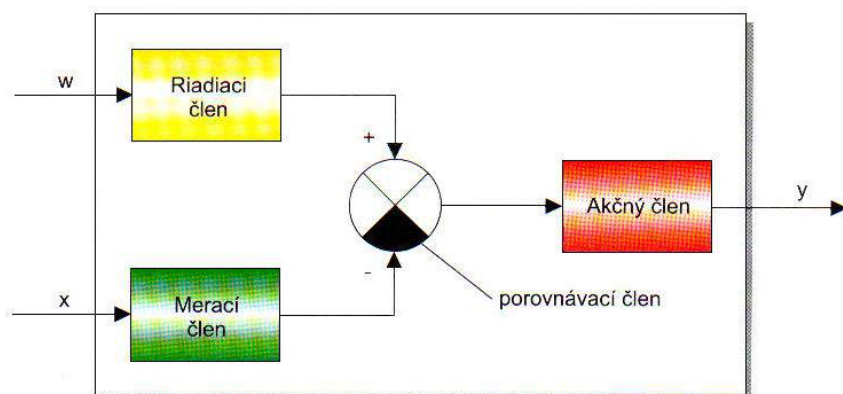 w
Riadiaci
člen
+
Akčný člen
y
-
x
Merací
člen
porovnávací člen